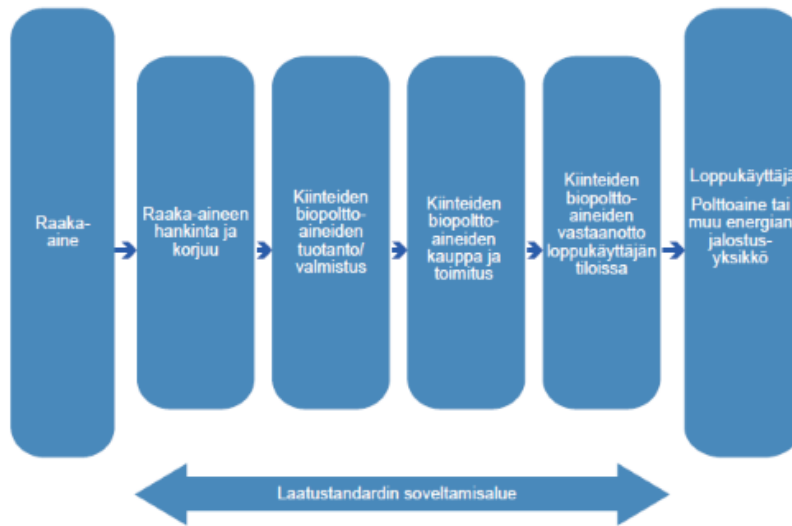 Raaka-
aine
Raaka-aineen
hankinta ja
korjuu
Kiinteiden
biopoltto-
aineiden
tuotanto/
valmistus
Kiinteiden
biopoltto-
aineiden
kauppa ja
toimitus
Kiinteiden
biopoltto-
aineiden
vastaanotto
loppukäyttäjän
tiloissa
Loppukäyttäjä
Polttoaine tai
muu energian
jalostus-
yksikkö
Laatustandardin soveltamisalue